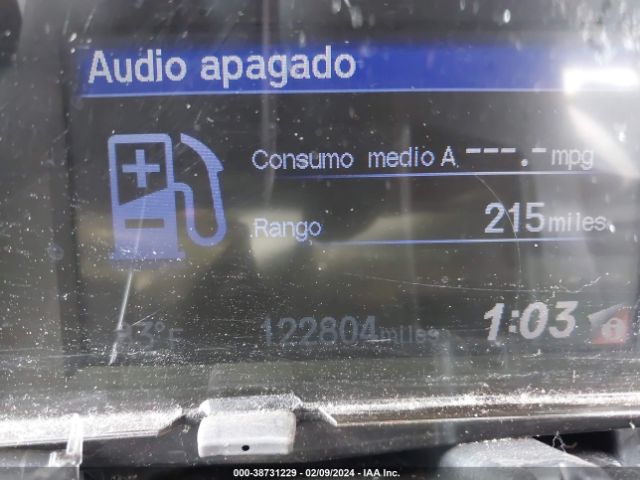 Audio apagado
Consumo medio A ---.- mpg
Rango 215 miles
122804 miles 1:03
000-38731229 - 02/09/2024 - IAA Inc.